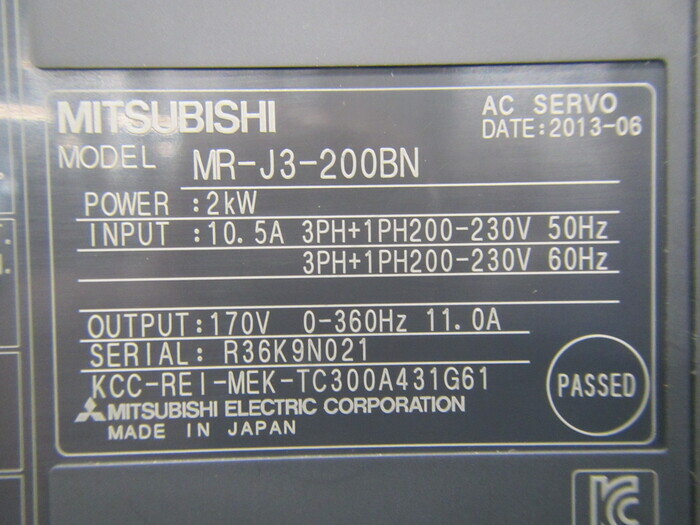 MITSUBISHI
AC SERVO
DATE:2013-06
MODEL MR-J3-200BN
POWER :2kW
INPUT :10.5A 3PH+1PH200-230V 50Hz
3PH+1PH200-230V 60Hz
OUTPUT:170V 0-360Hz 11.0A
SERIAL: R36K9N021
KCC-REI-MEK-TC300A431G61
PASSED
MITSUBISHI ELECTRIC CORPORATION
MADE IN JAPAN